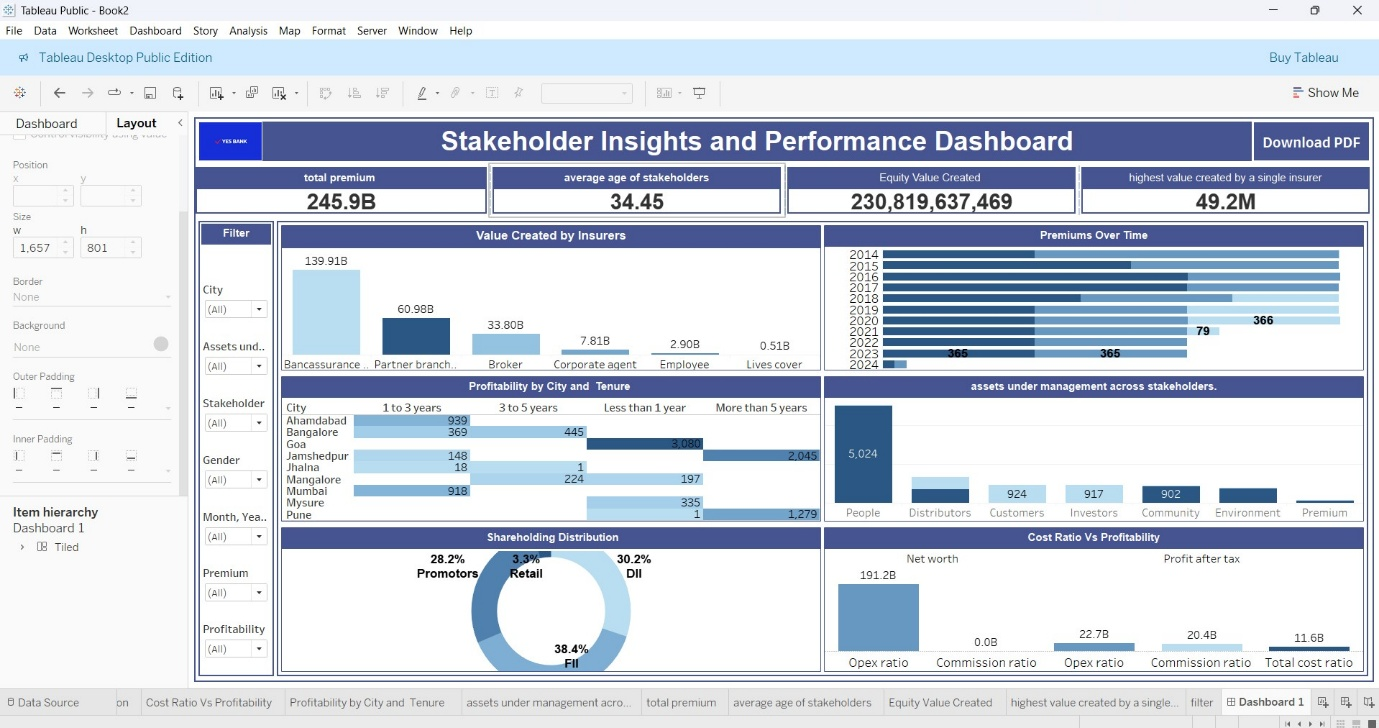 Tableau Public - Book2
File Data Worksheet Dashboard Story Analysis Map Format Server Window Help
Tableau Desktop Public Edition
Buy Tableau
Show Me
Dashboard Layout
Position
x y
Size
w h
1,657 801
Border
None
Background
None
Outer Padding
Inner Padding
Item hierarchy
Dashboard 1
Tiled
YES BANK
Stakeholder Insights and Performance Dashboard
Download PDF
total premium
245.9B
average age of stakeholders
34.45
Equity Value Created
230,819,637,469
highest value created by a single insurer
49.2M
Filter
City
(All)
Assets und..
(All)
Stakeholder
(All)
Gender
(All)
Month, Yea..
(All)
Premium
(All)
Profitability
(All)
Value Created by Insurers
139.91B 60.98B 33.80B 7.81B 2.90B 0.51B
Bancassurance .. Partner branch.. Broker Corporate agent Employee Lives cover
Premiums Over Time
2014
2015
2016
2017
2018
2019
2020 366
2021 79
2022
2023 365 365
2024
Profitability by City and Tenure
City 1 to 3 years 3 to 5 years Less than 1 year More than 5 years
Ahamdabad 939
Bangalore 369 445
Goa 3,080
Jamshedpur 148 2,045
Jhalna 18 1
Mangalore 224 197
Mumbai 918
Mysure 335
Pune 1 1,279
assets under management across stakeholders.
5,024 924 917 902
People Distributors Customers Investors Community Environment Premium
Shareholding Distribution
28.2% Promotors
3.3% Retail
30.2% DII
38.4% FII
Cost Ratio Vs Profitability
Net worth Profit after tax
191.2B 0.0B 22.7B 20.4B 11.6B
Opex ratio Commission ratio Opex ratio Commission ratio Total cost ratio
Data Source on Cost Ratio Vs Profitability Profitability by City and Tenure assets under management acro... total premium average age of stakeholders Equity Value Created highest value created by a single... filter Dashboard 1